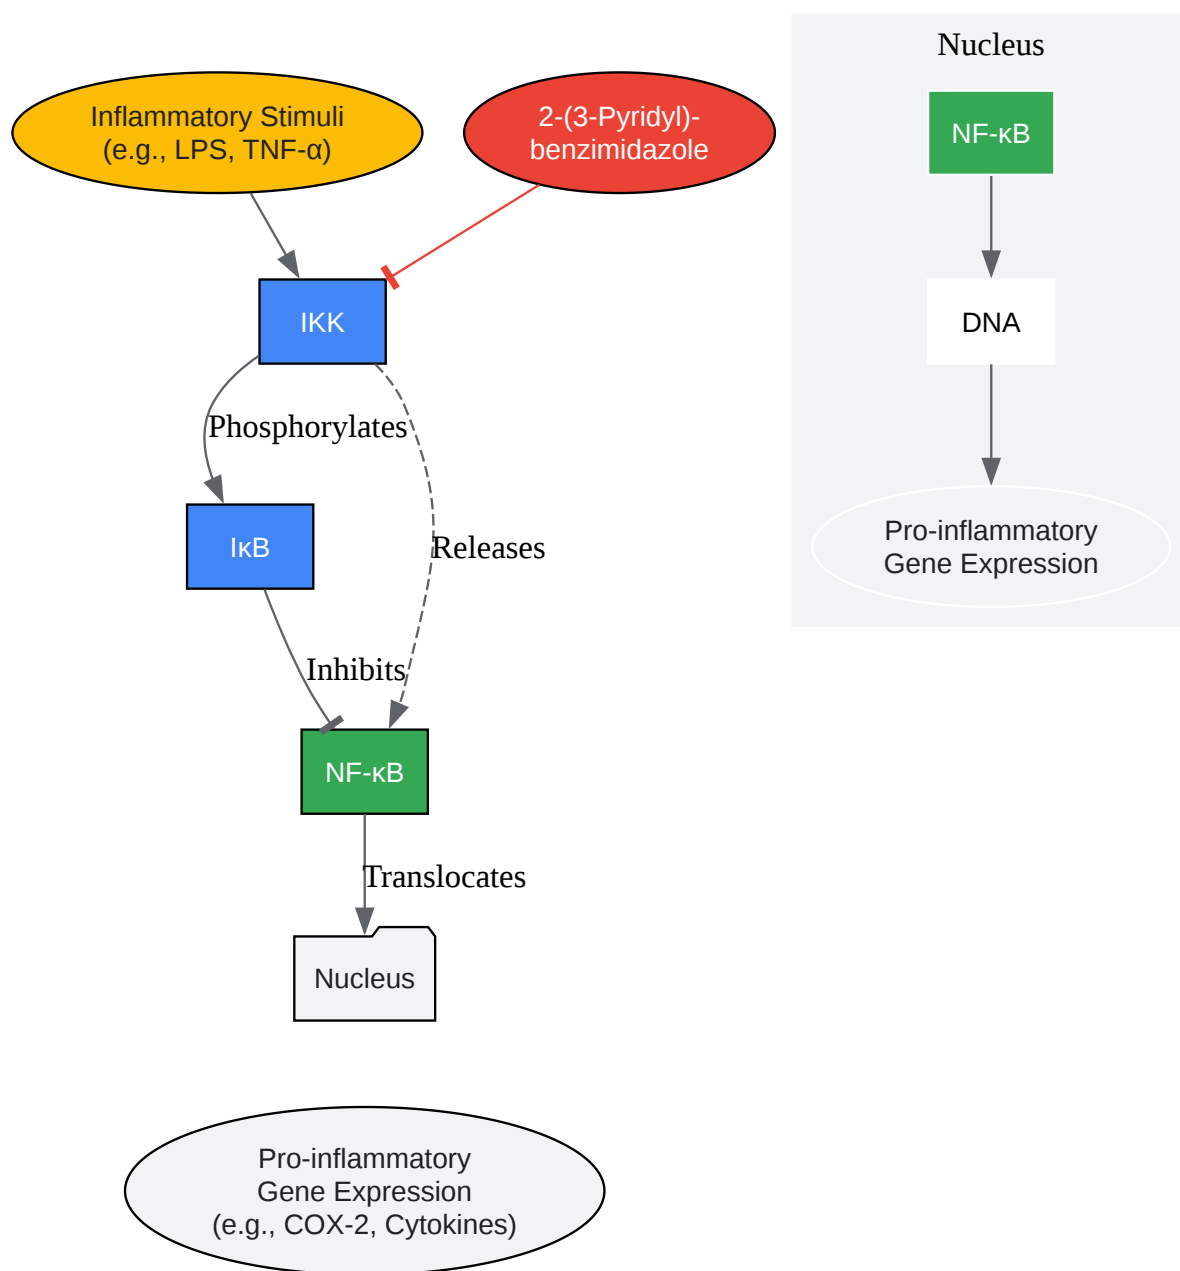 Inflammatory Stimuli
(e.g., LPS, TNF-α)
2-(3-Pyridyl)-
benzimidazole
IKK
Phosphorylates
IκB
Releases
Inhibits
NF-κB
Translocates
Nucleus
Pro-inflammatory
Gene Expression
(e.g., COX-2, Cytokines)
Nucleus
NF-κB
DNA
Pro-inflammatory
Gene Expression